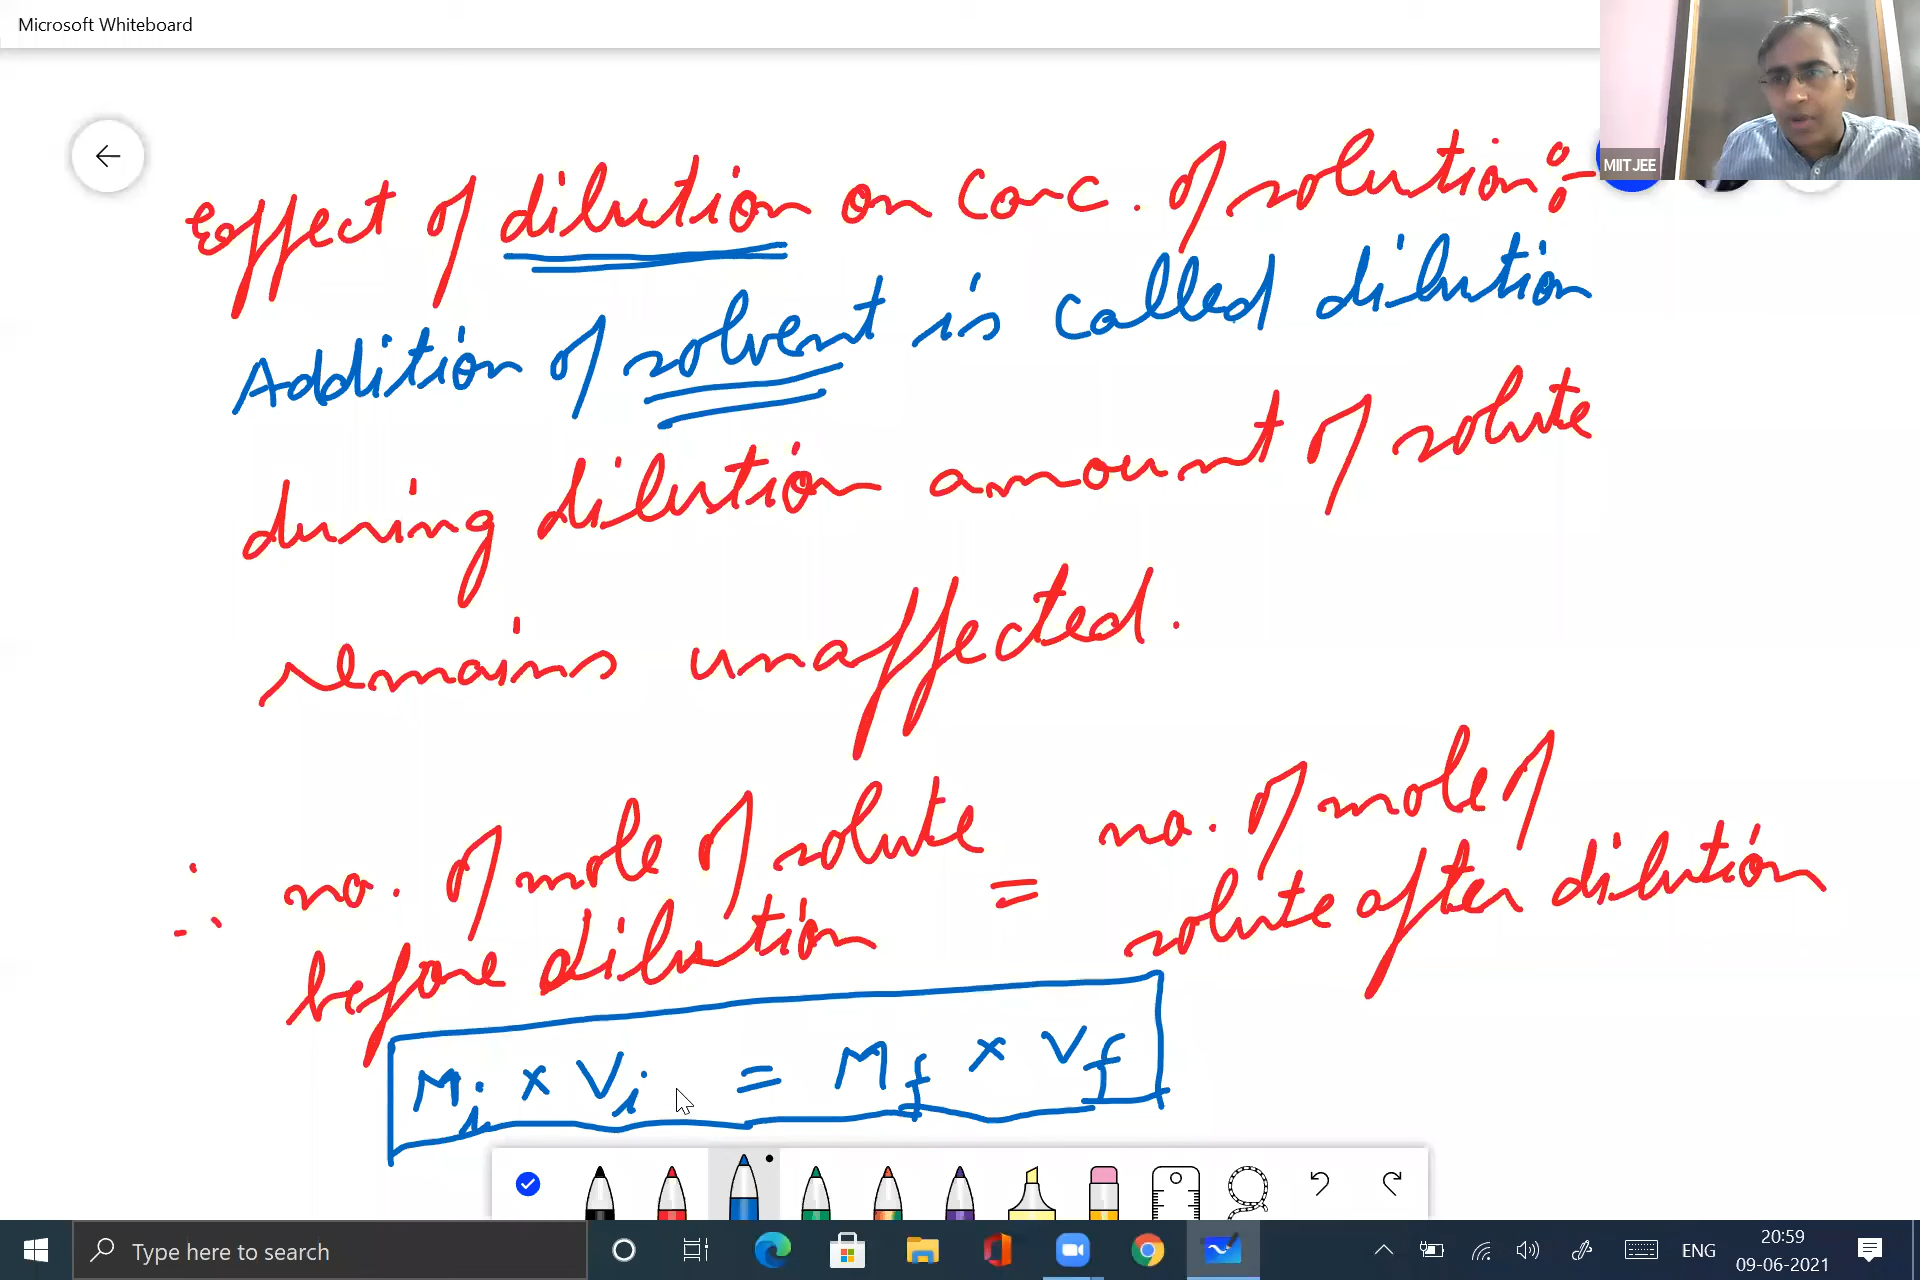 Microsoft Whiteboard
MIIT JEE
Effect of dilution on conc. of solution :-
Addition of solvent is called dilution
during dilution amount of solute
remains unaffected.
∴ no. of mole of solute before dilution = no. of mole of solute after dilution
Mi × Vi = Mf × Vf
Type here to search
ENG
20:59
09-06-2021